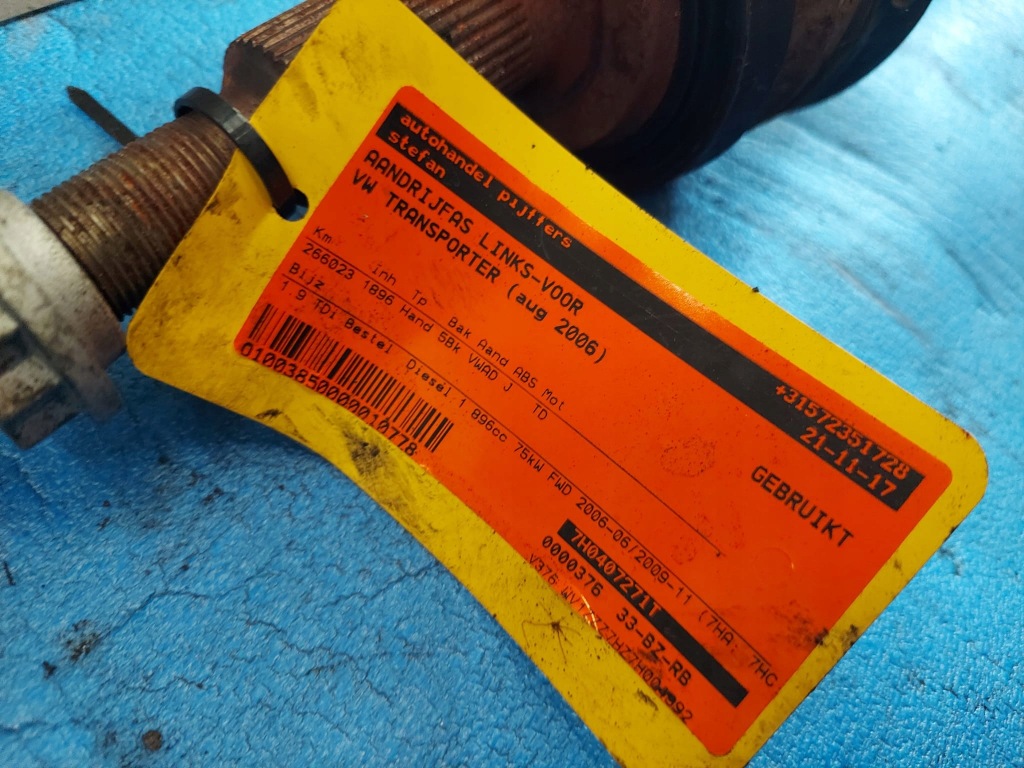 autohandel pijffers
stefan
+31572351728
21-11-17
AANDRIJFAS LINKS-VOOR
VW TRANSPORTER (aug 2006)
GEBRUIKT
Km Inh Tp Bak Aand ABS Mot
266023 1896 Hand 5Bk VWAD J TD
Bijz
1 9 TDi Bestel Diesel 1.896cc 75kW FWD 2006-06/2009-11 (7HA; 7HC
01003850000010778
7H0407271T
0000376 33-BZ-RB
V376